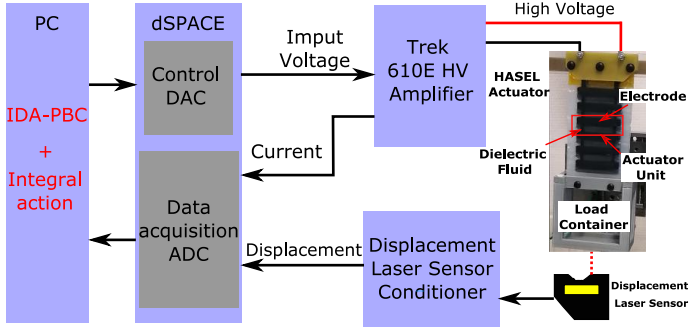 PC
IDA-PBC
+
Integral
action
dSPACE
Control
DAC
Data
acquisition
ADC
Imput
Voltage
Current
Displacement
Trek
610E HV
Amplifier
High Voltage
HASEL
Actuator
Electrode
Dielectric
Fluid
Actuator
Unit
Load
Container
Displacement
Laser Sensor
Conditioner
Displacement
Laser Sensor